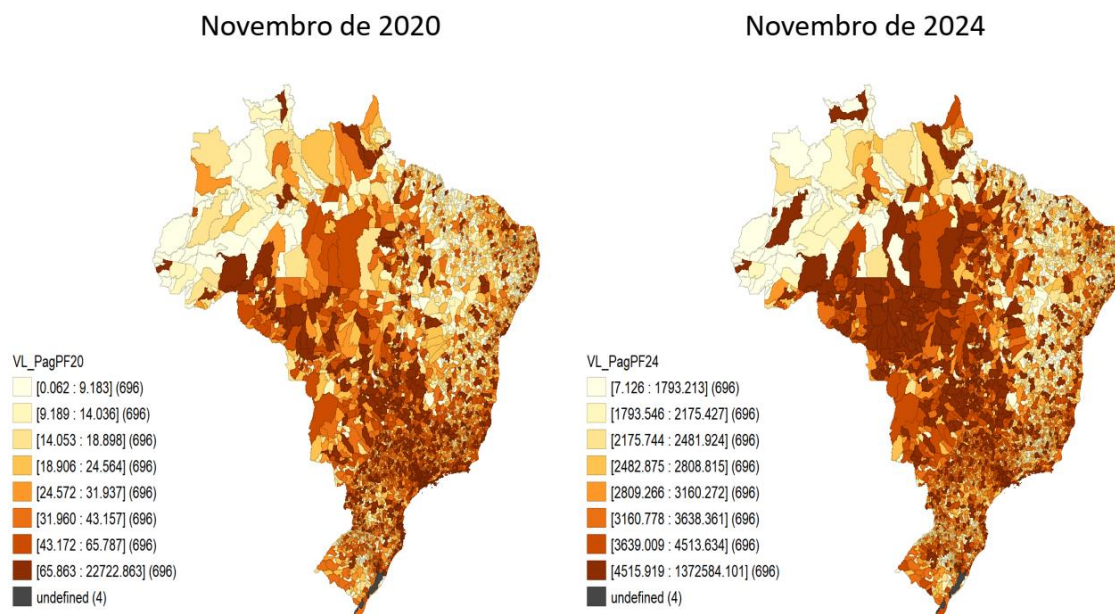 Novembro de 2020
Novembro de 2024
VL_PagPF20
[0.062 : 9.183] (696)
[9.189 : 14.036] (696)
[14.053 : 18.898] (696)
[18.906 : 24.564] (696)
[24.572 : 31.937] (696)
[31.960 : 43.157] (696)
[43.172 : 65.787] (696)
[65.863 : 22722.863] (696)
undefined (4)
VL_PagPF24
[7.126 : 1793.213] (696)
[1793.546 : 2175.427] (696)
[2175.744 : 2481.924] (696)
[2482.875 : 2808.815] (696)
[2809.266 : 3160.272] (696)
[3160.778 : 3638.361] (696)
[3639.009 : 4513.634] (696)
[4515.919 : 1372584.101] (696)
undefined (4)